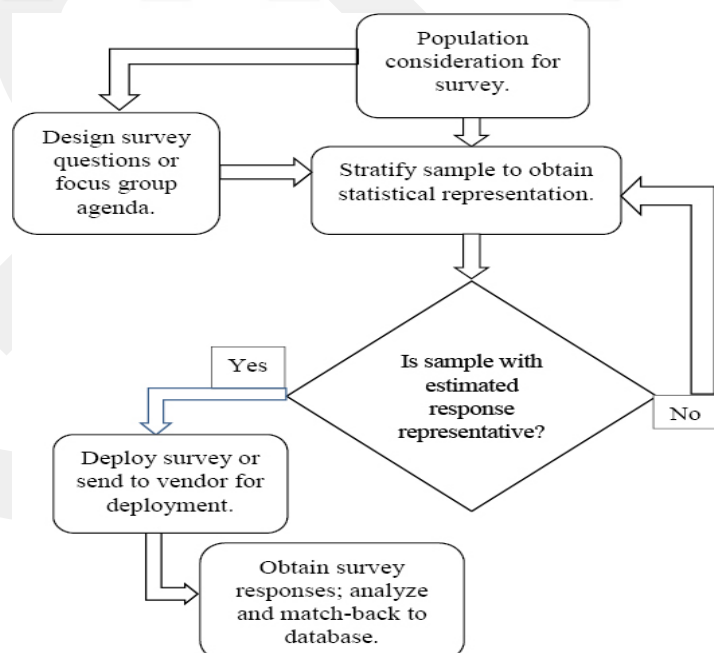 Population
consideration for
survey.
Design survey
questions or
focus group
agenda.
Stratify sample to obtain
statistical representation.
Is sample with
estimated
response
representative?
Yes
No
Deploy survey or
send to vendor for
deployment.
Obtain survey
responses; analyze
and match-back to
database.